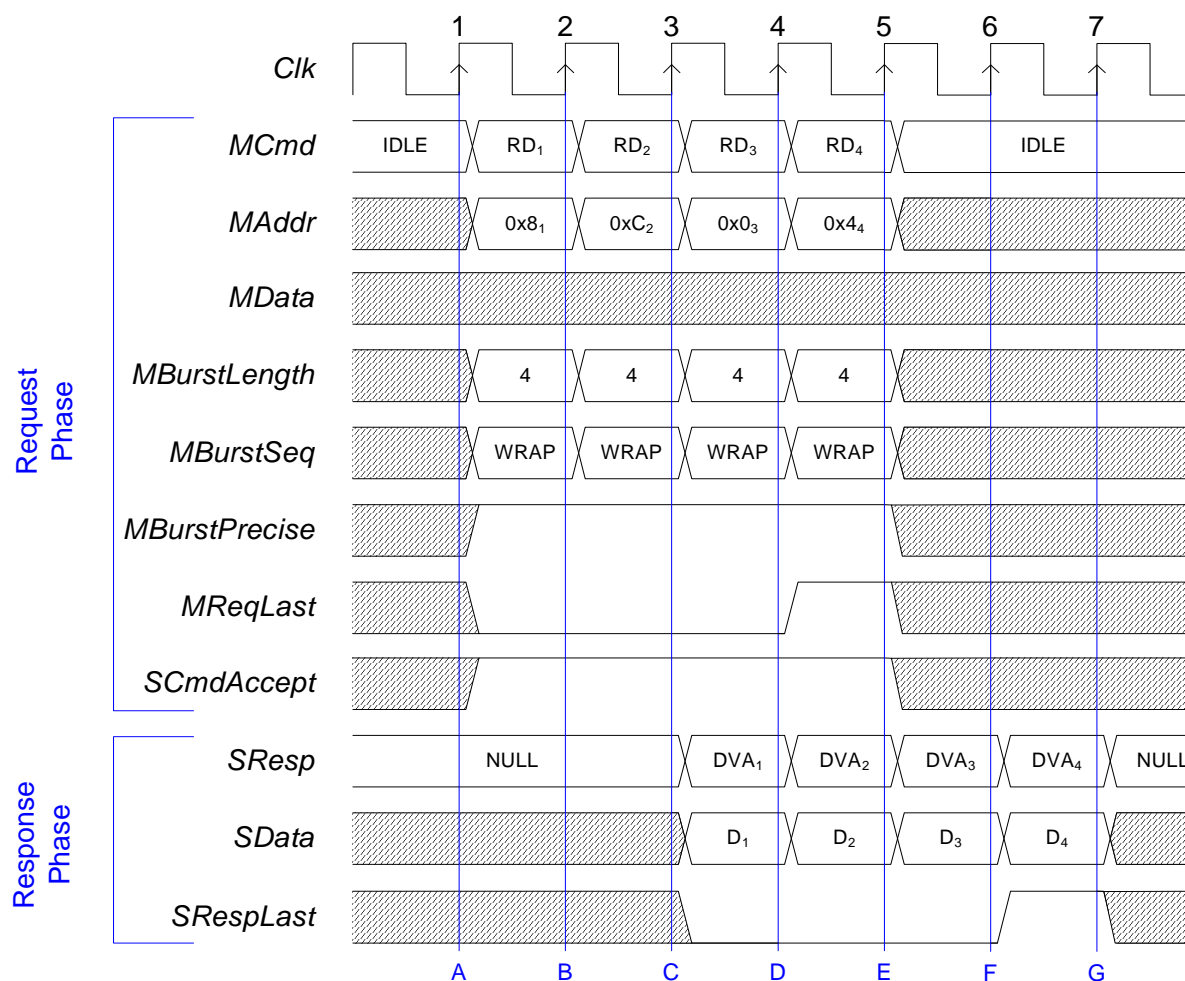 1 2 3 4 5 6 7
Clk
MCmd IDLE RD₁ RD₂ RD₃ RD₄ IDLE
MAddr 0x8₁ 0xC₂ 0x0₃ 0x4₄
MData
MBurstLength 4 4 4 4
MBurstSeq WRAP WRAP WRAP WRAP
MBurstPrecise
MReqLast
SCmdAccept
Request
Phase
SResp NULL DVA₁ DVA₂ DVA₃ DVA₄ NULL
SData D₁ D₂ D₃ D₄
SRespLast
Response
Phase
A B C D E F G